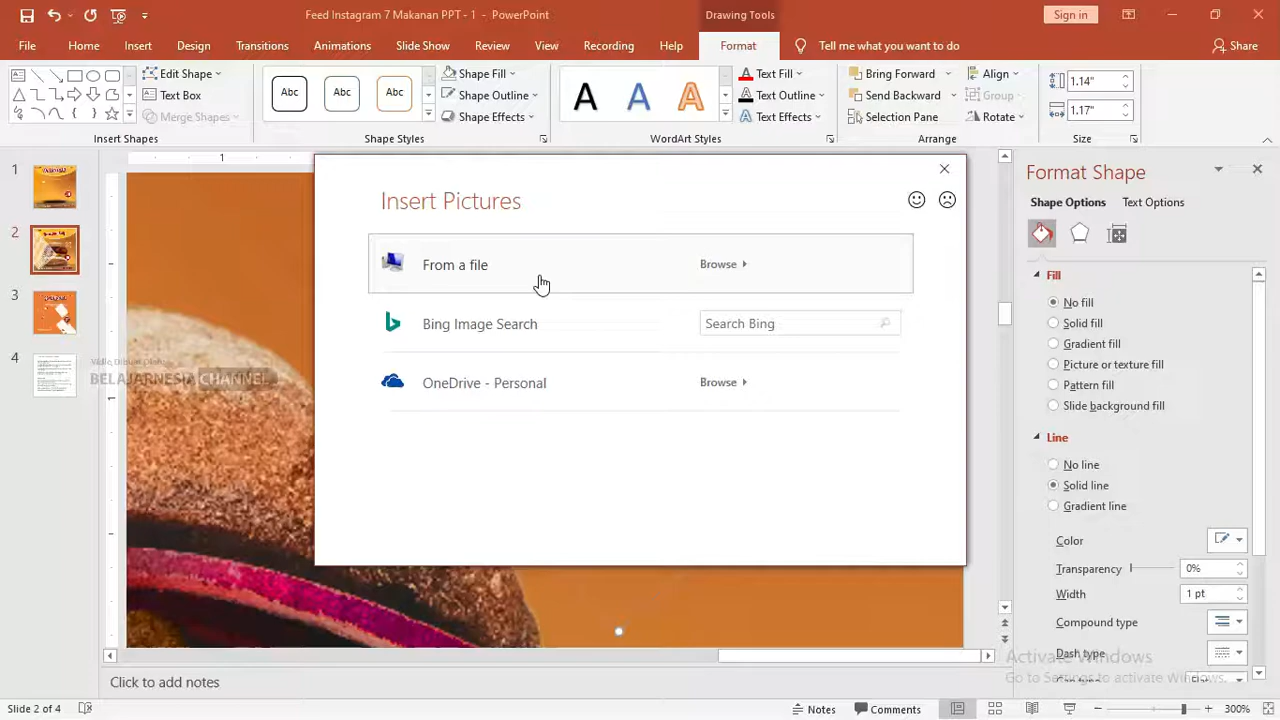 Feed Instagram 7 Makanan PPT - 1 - PowerPoint
Drawing Tools
Sign in
File Home Insert Design Transitions Animations Slide Show Review View Recording Help Format Tell me what you want to do Share
Edit Shape
Text Box
Merge Shapes
Insert Shapes
Abc Abc Abc
Shape Fill
Shape Outline
Shape Effects
Shape Styles
A A A
Text Fill
Text Outline
Text Effects
WordArt Styles
Bring Forward
Send Backward
Selection Pane
Align
Group
Rotate
Arrange
1.14"
1.17"
Size
1
2
3
4
1
Insert Pictures
From a file Browse
Bing Image Search Search Bing
OneDrive - Personal Browse
BELAJARNESIA CHANNEL
Format Shape
Shape Options Text Options
Fill
No fill
Solid fill
Gradient fill
Picture or texture fill
Pattern fill
Slide background fill
Line
No line
Solid line
Gradient line
Color
Transparency 0%
Width 1 pt
Compound type
Dash type
Activate Windows
Go to Settings to activate Windows.
Click to add notes
Slide 2 of 4 Notes Comments 300%